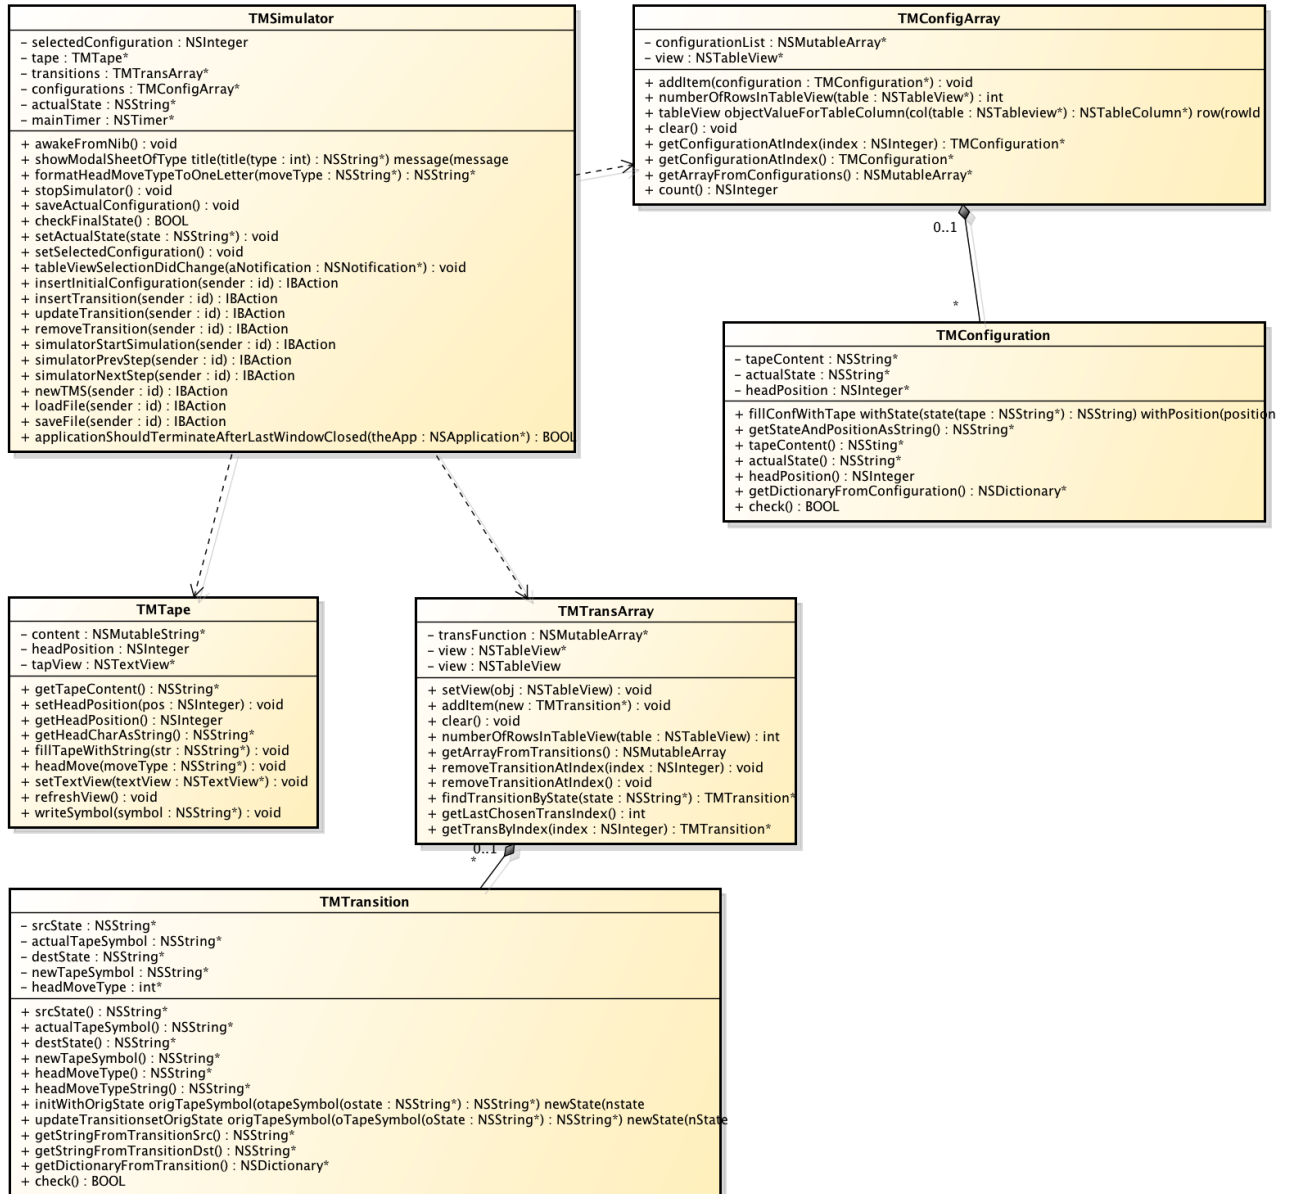 TMSimulator
– selectedConfiguration : NSInteger
– tape : TMTape*
– transitions : TMTransArray*
– configurations : TMConfigArray*
– actualState : NSString*
– mainTimer : NSTimer*
+ awakeFromNib() : void
+ showModalSheetOfType title(title(type : int) : NSString*) message(message
+ formatHeadMoveTypeToOneLetter(moveType : NSString*) : NSString*
+ stopSimulator() : void
+ saveActualConfiguration() : void
+ checkFinalState() : BOOL
+ setActualState(state : NSString*) : void
+ setSelectedConfiguration() : void
+ tableViewSelectionDidChange(aNotification : NSNotification*) : void
+ insertInitialConfiguration(sender : id) : IBAction
+ insertTransition(sender : id) : IBAction
+ updateTransition(sender : id) : IBAction
+ removeTransition(sender : id) : IBAction
+ simulatorStartSimulation(sender : id) : IBAction
+ simulatorPrevStep(sender : id) : IBAction
+ simulatorNextStep(sender : id) : IBAction
+ newTMS(sender : id) : IBAction
+ loadFile(sender : id) : IBAction
+ saveFile(sender : id) : IBAction
+ applicationShouldTerminateAfterLastWindowClosed(theApp : NSApplication*) : BOOL
TMConfigArray
– configurationList : NSMutableArray*
– view : NSTableView*
+ addItem(configuration : TMConfiguration*) : void
+ numberOfRowsInTableView(table : NSTableView*) : int
+ tableView objectValueForTableColumn(col(table : NSTableview*) : NSTableColumn*) row(rowId
+ clear() : void
+ getConfigurationAtIndex(index : NSInteger) : TMConfiguration*
+ getConfigurationAtIndex() : TMConfiguration*
+ getArrayFromConfigurations() : NSMutableArray*
+ count() : NSInteger
0..1
*
TMConfiguration
– tapeContent : NSString*
– actualState : NSString*
– headPosition : NSInteger*
+ fillConfWithTape withState(state(tape : NSString*) : NSString) withPosition(position
+ getStateAndPositionAsString() : NSString*
+ tapeContent() : NSSting*
+ actualState() : NSString*
+ headPosition() : NSInteger
+ getDictionaryFromConfiguration() : NSDictionary*
+ check() : BOOL
TMTape
– content : NSMutableString*
– headPosition : NSInteger
– tapView : NSTextView*
+ getTapeContent() : NSString*
+ setHeadPosition(pos : NSInteger) : void
+ getHeadPosition() : NSInteger
+ getHeadCharAsString() : NSString*
+ fillTapeWithString(str : NSString*) : void
+ headMove(moveType : NSString*) : void
+ setTextView(textView : NSTextView*) : void
+ refreshView() : void
+ writeSymbol(symbol : NSString*) : void
TMTransArray
– transFunction : NSMutableArray*
– view : NSTableView*
– view : NSTableView
+ setView(obj : NSTableView) : void
+ addItem(new : TMTransition*) : void
+ clear() : void
+ numberOfRowsInTableView(table : NSTableView) : int
+ getArrayFromTransitions() : NSMutableArray
+ removeTransitionAtIndex(index : NSInteger) : void
+ removeTransitionAtIndex() : void
+ findTransitionByState(state : NSString*) : TMTransition*
+ getLastChosenTransIndex() : int
+ getTransByIndex(index : NSInteger) : TMTransition*
0..1
*
TMTransition
– srcState : NSString*
– actualTapeSymbol : NSString*
– destState : NSString*
– newTapeSymbol : NSString*
– headMoveType : int*
+ srcState() : NSString*
+ actualTapeSymbol() : NSString*
+ destState() : NSString*
+ newTapeSymbol() : NSString*
+ headMoveType() : NSString*
+ headMoveTypeString() : NSString*
+ initWithOrigState origTapeSymbol(otapeSymbol(ostate : NSString*) : NSString*) newState(nstate
+ updateTransitionsetOrigState origTapeSymbol(oTapeSymbol(oState : NSString*) : NSString*) newState(nState
+ getStringFromTransitionSrc() : NSString*
+ getStringFromTransitionDst() : NSString*
+ getDictionaryFromTransition() : NSDictionary*
+ check() : BOOL